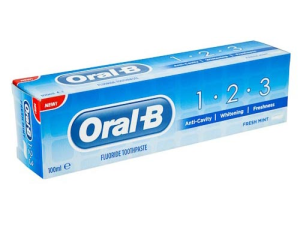 NEW!
Oral-B
FLUORIDE TOOTHPASTE
100ml e
1 · 2 · 3
Anti-Cavity Whitening Freshness
FRESH MINT